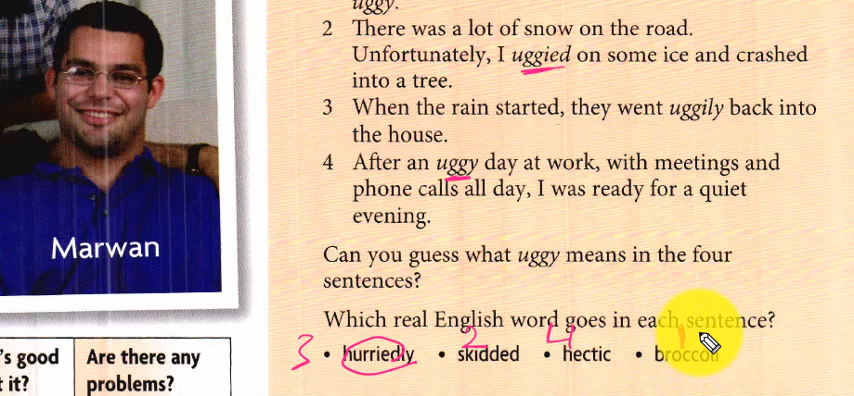 uggy.
2 There was a lot of snow on the road.
Unfortunately, I uggied on some ice and crashed
into a tree.
3 When the rain started, they went uggily back into
the house.
4 After an uggy day at work, with meetings and
phone calls all day, I was ready for a quiet
evening.
Marwan
Can you guess what uggy means in the four
sentences?
Which real English word goes in each sentence?
3 2 4 1
• hurriedly • skidded • hectic • broccoli
's good
it?
Are there any
problems?